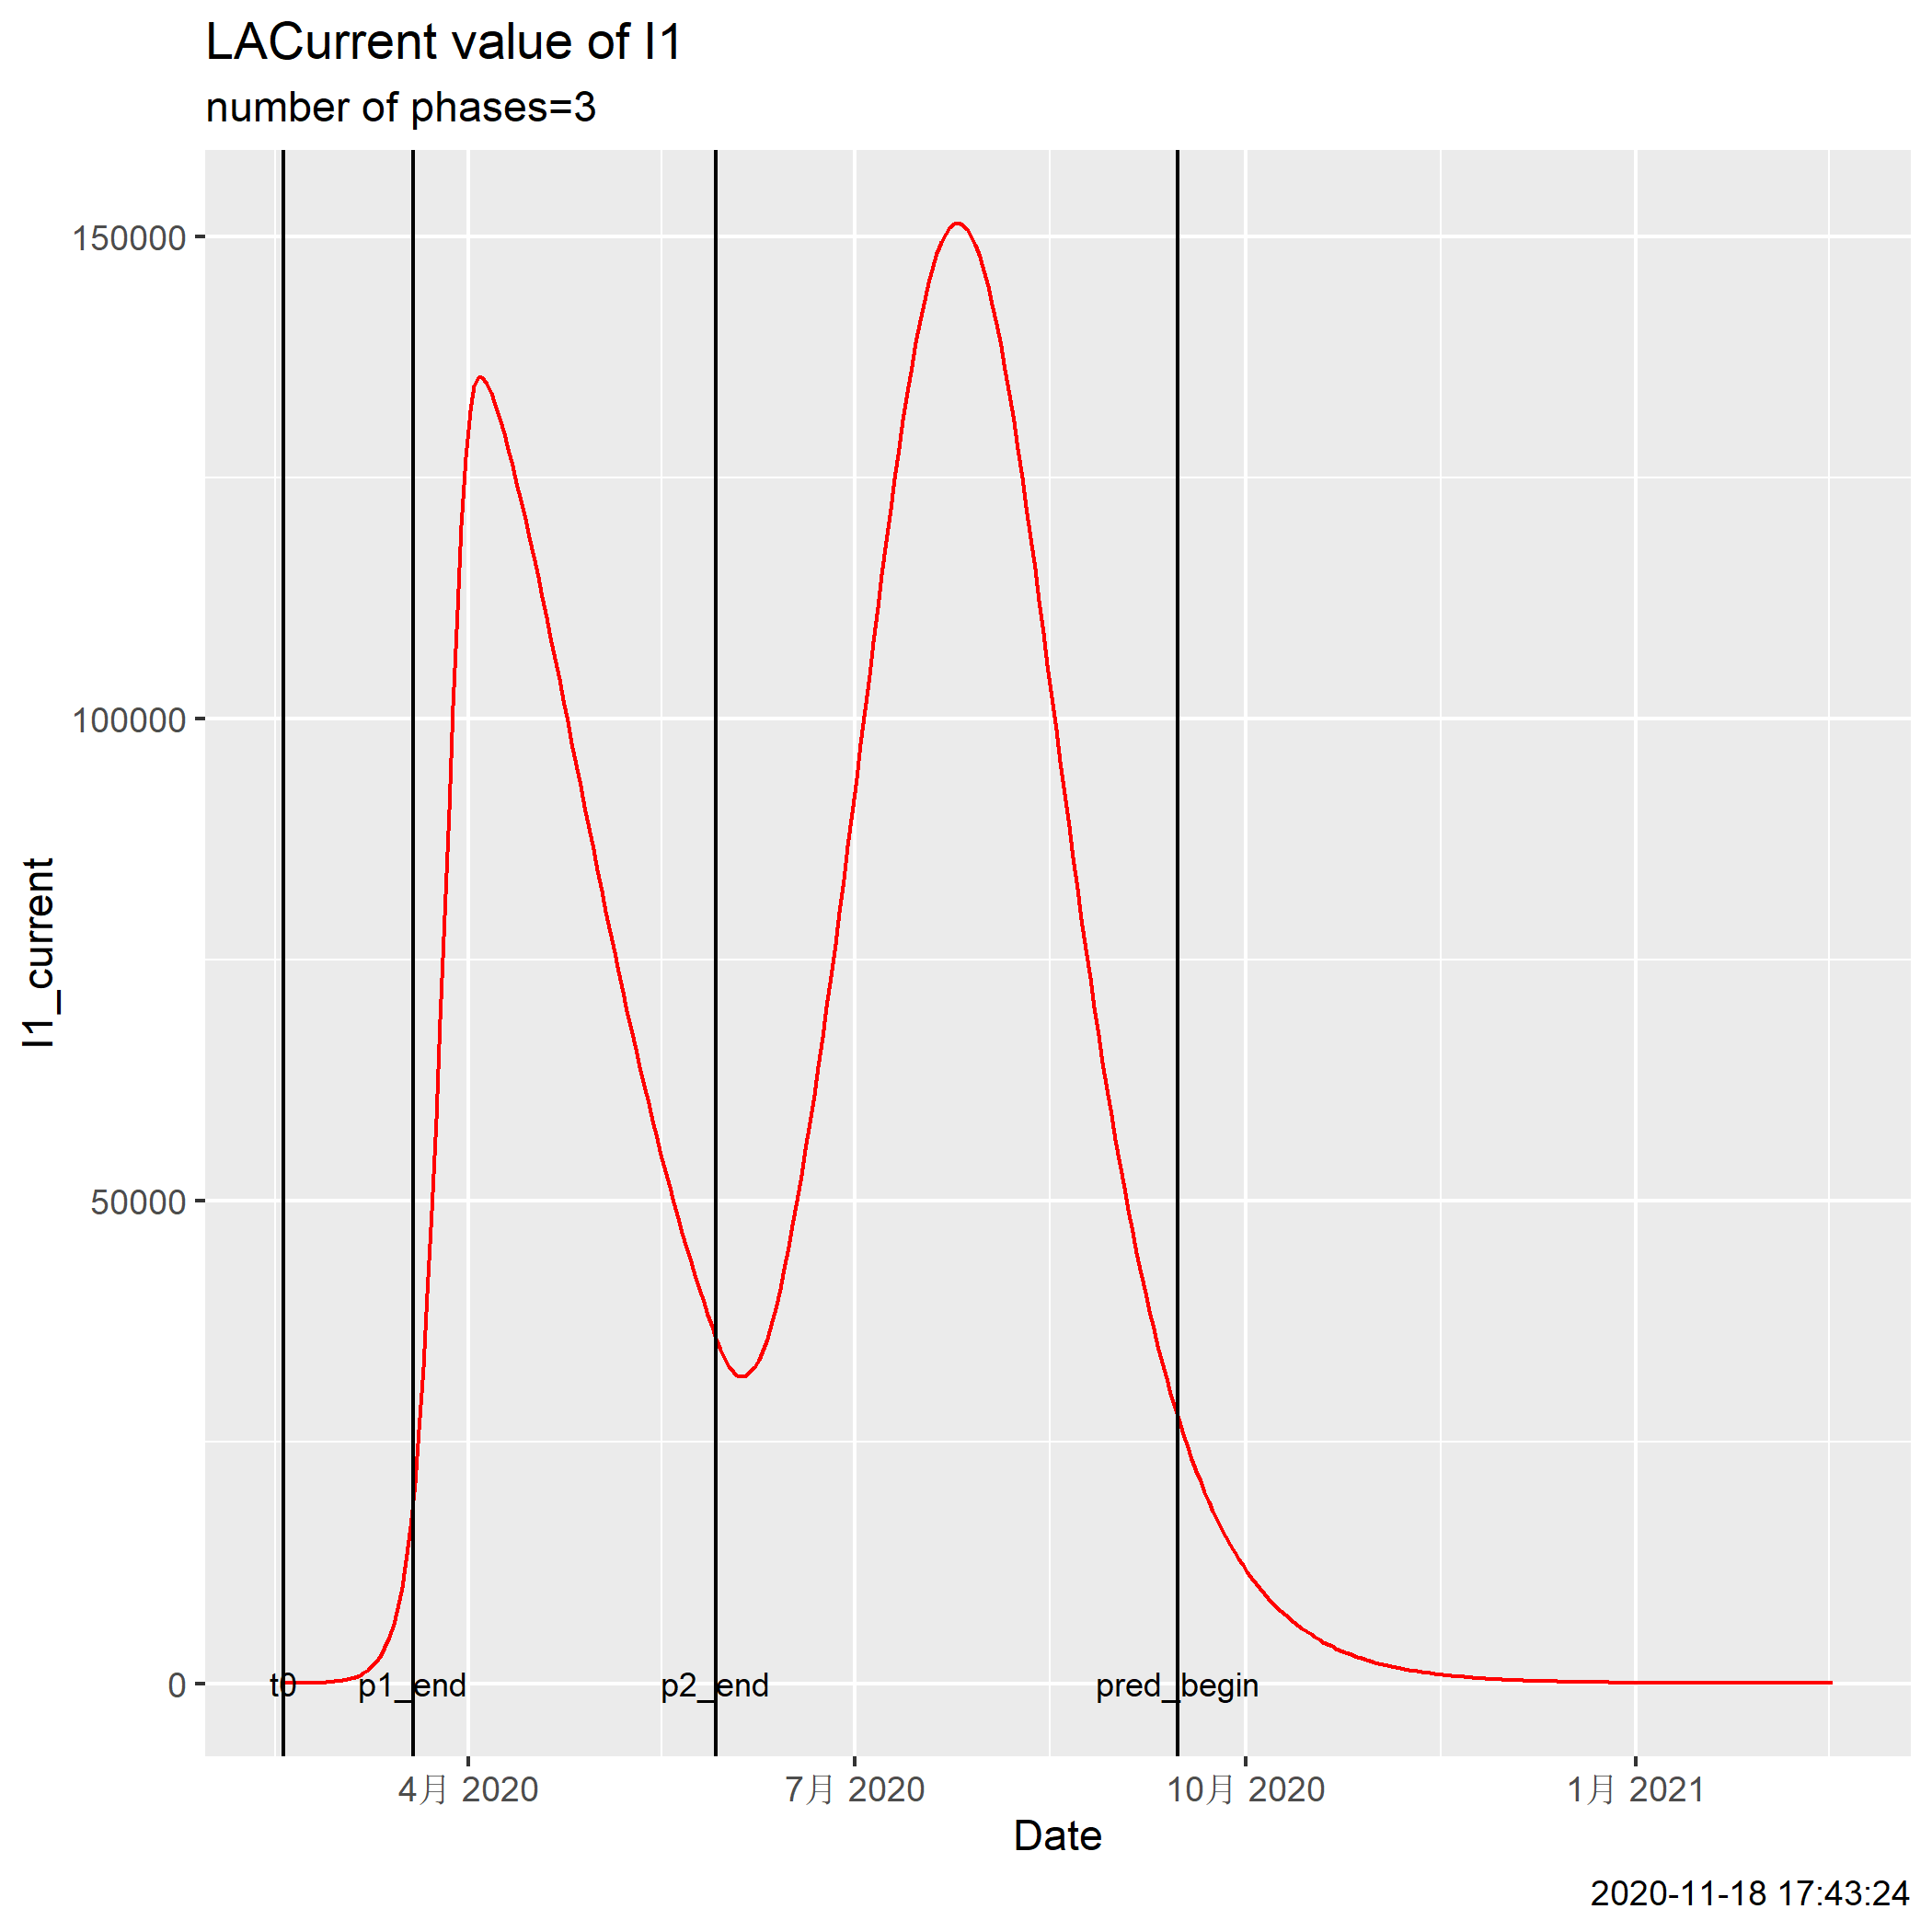 LACurrent value of I1
number of phases=3
150000
100000
50000
0
I1_current
t0
p1_end
p2_end
pred_begin
4月 2020
7月 2020
10月 2020
1月 2021
Date
2020-11-18 17:43:24